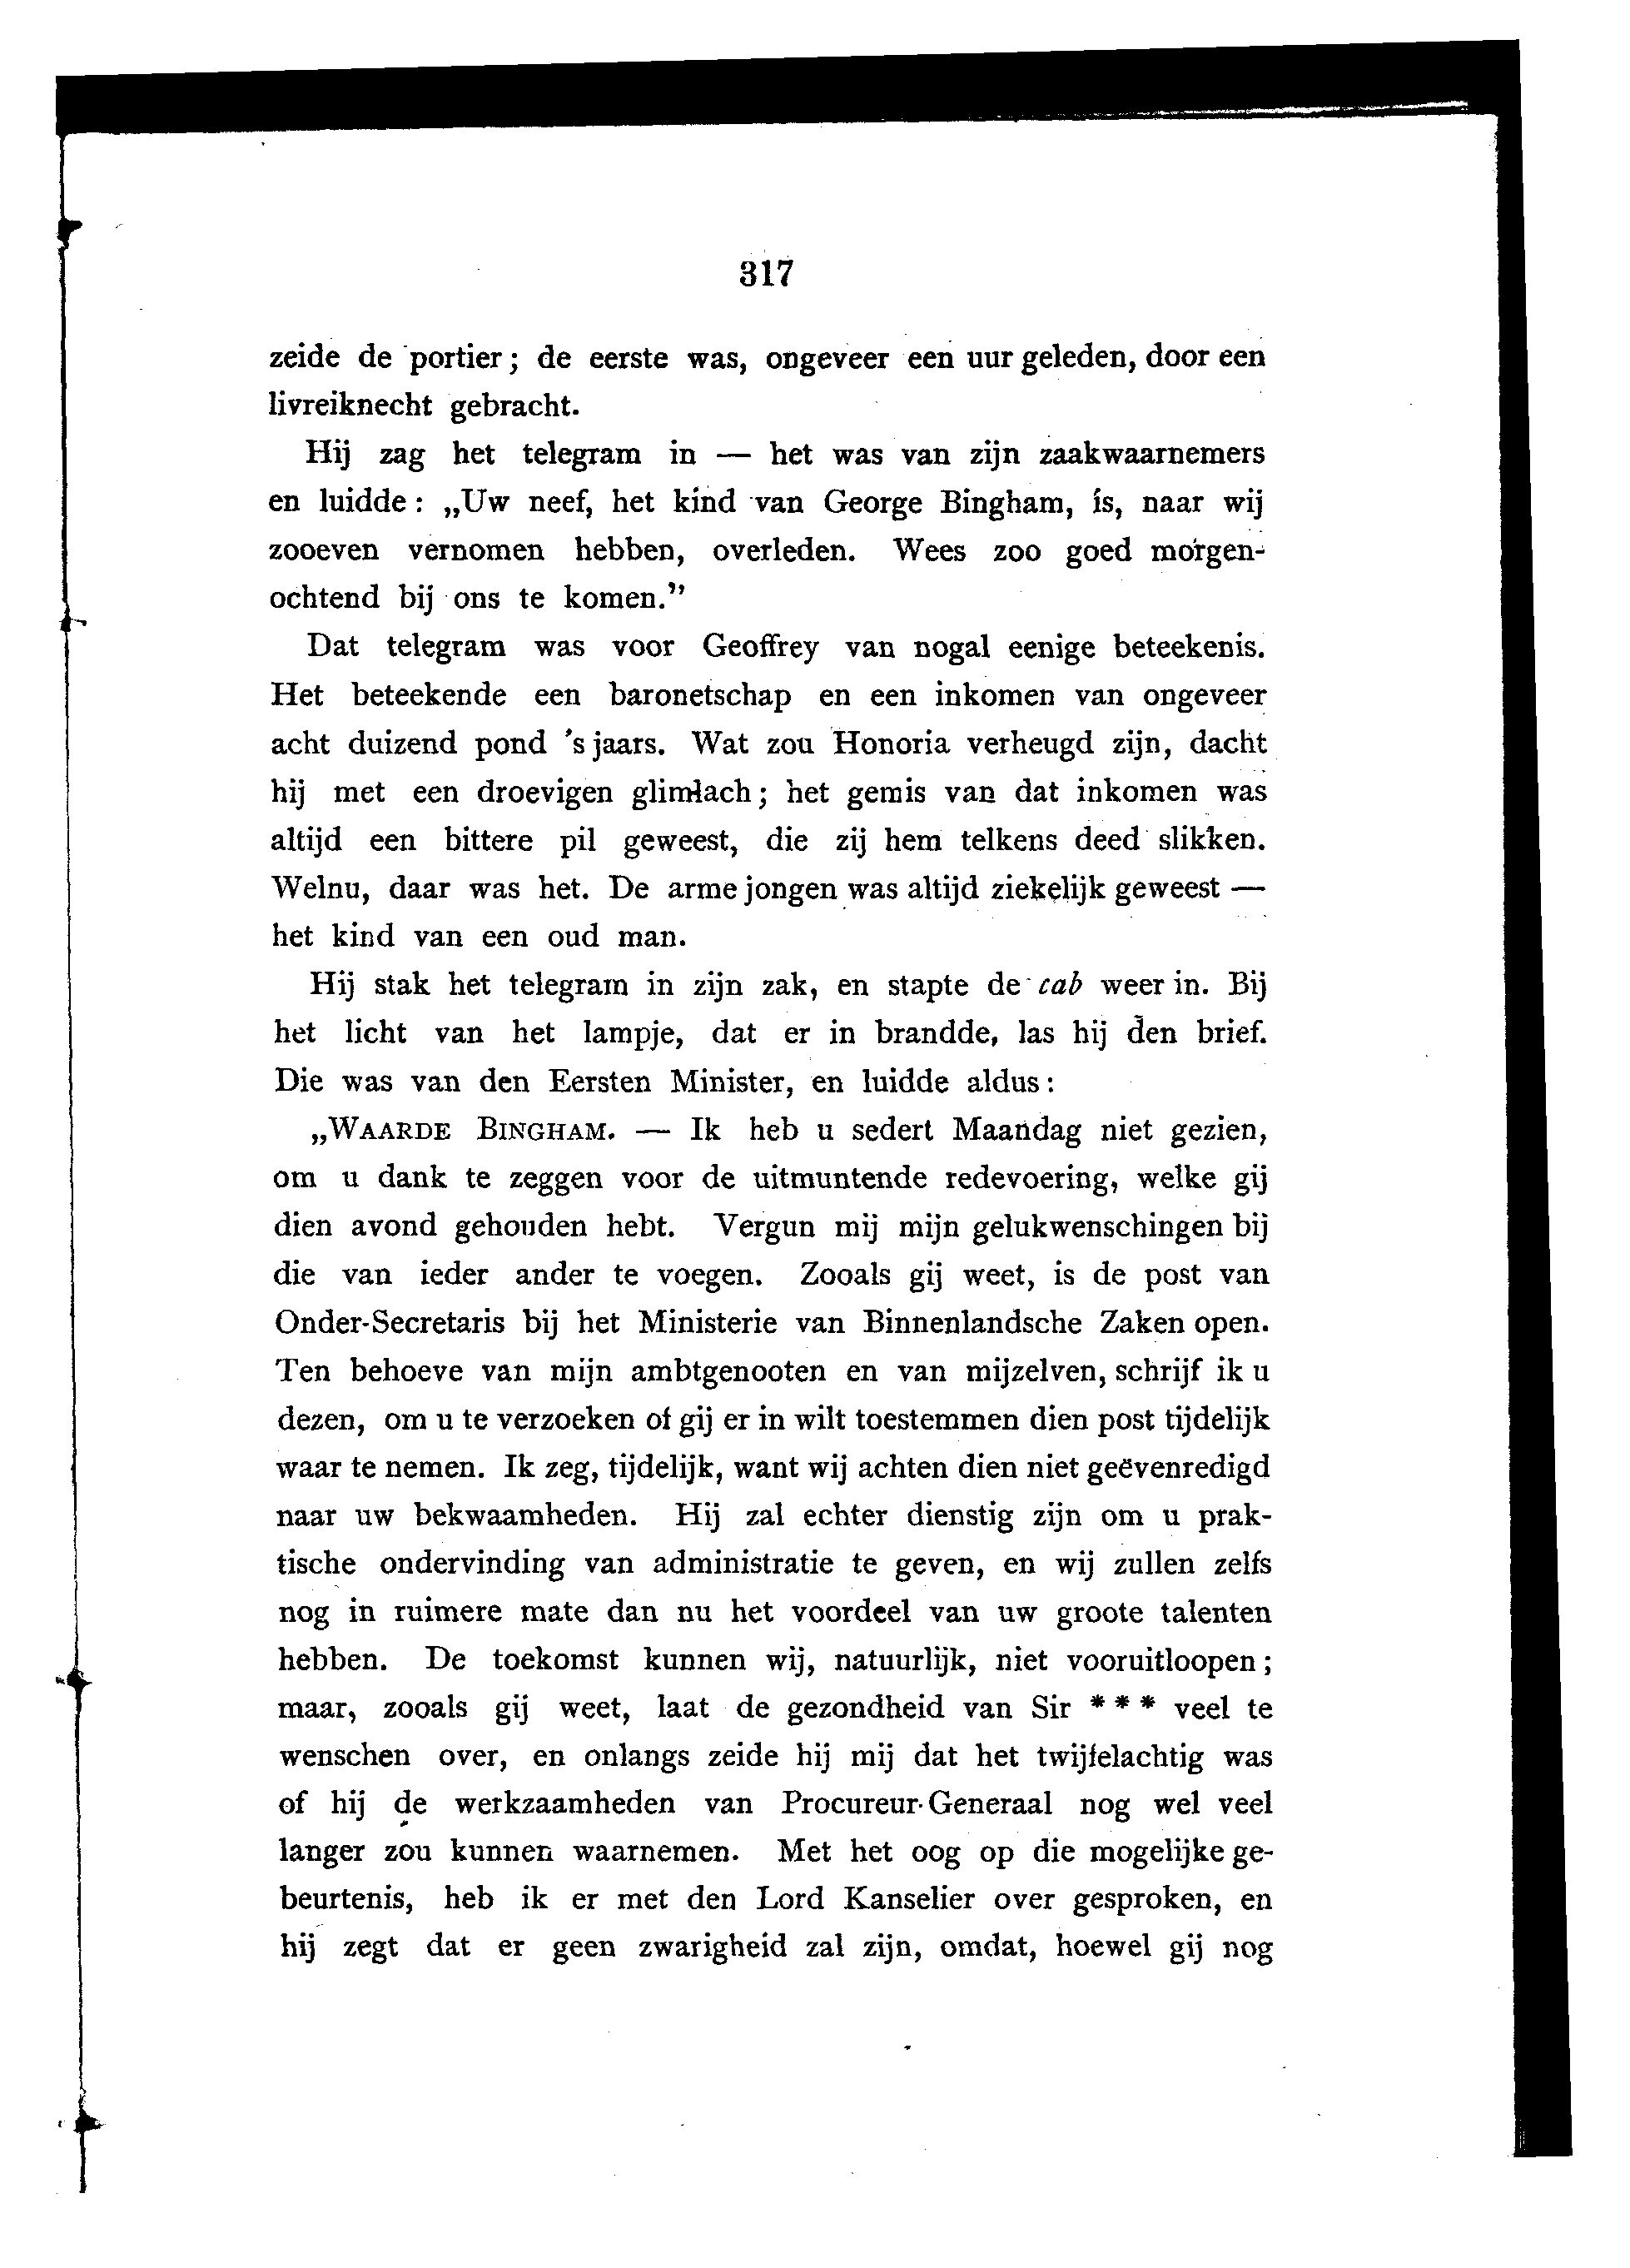 317
zeide de portier; de eerste was, ongeveer een uur geleden, door een
livreiknecht gebracht.
Hij zag het telegram in — het was van zijn zaakwaarnemers
en luidde: „Uw neef, het kind van George Bingham, is, naar wij
zooeven vernomen hebben, overleden. Wees zoo goed morgen-
ochtend bij ons te komen.”
Dat telegram was voor Geoffrey van nogal eenige beteekenis.
Het beteekende een baronetschap en een inkomen van ongeveer
acht duizend pond 's jaars. Wat zou Honoria verheugd zijn, dacht
hij met een droevigen glimlach; het gemis van dat inkomen was
altijd een bittere pil geweest, die zij hem telkens deed slikken.
Welnu, daar was het. De arme jongen was altijd ziekelijk geweest —
het kind van een oud man.
Hij stak het telegram in zijn zak, en stapte de cab weer in. Bij
het licht van het lampje, dat er in brandde, las hij den brief.
Die was van den Eersten Minister, en luidde aldus:
„WAARDE BINGHAM. — Ik heb u sedert Maandag niet gezien,
om u dank te zeggen voor de uitmuntende redevoering, welke gij
dien avond gehouden hebt. Vergun mij mijn gelukwenschingen bij
die van ieder ander te voegen. Zooals gij weet, is de post van
Onder-Secretaris bij het Ministerie van Binnenlandsche Zaken open.
Ten behoeve van mijn ambtgenooten en van mijzelven, schrijf ik u
dezen, om u te verzoeken of gij er in wilt toestemmen dien post tijdelijk
waar te nemen. Ik zeg, tijdelijk, want wij achten dien niet geëvenredigd
naar uw bekwaamheden. Hij zal echter dienstig zijn om u prak-
tische ondervinding van administratie te geven, en wij zullen zelfs
nog in ruimere mate dan nu het voordeel van uw groote talenten
hebben. De toekomst kunnen wij, natuurlijk, niet vooruitloopen;
maar, zooals gij weet, laat de gezondheid van Sir * * * veel te
wenschen over, en onlangs zeide hij mij dat het twijfelachtig was
of hij de werkzaamheden van Procureur-Generaal nog wel veel
langer zou kunnen waarnemen. Met het oog op die mogelijke ge-
beurtenis, heb ik er met den Lord Kanselier over gesproken, en
hij zegt dat er geen zwarigheid zal zijn, omdat, hoewel gij nog